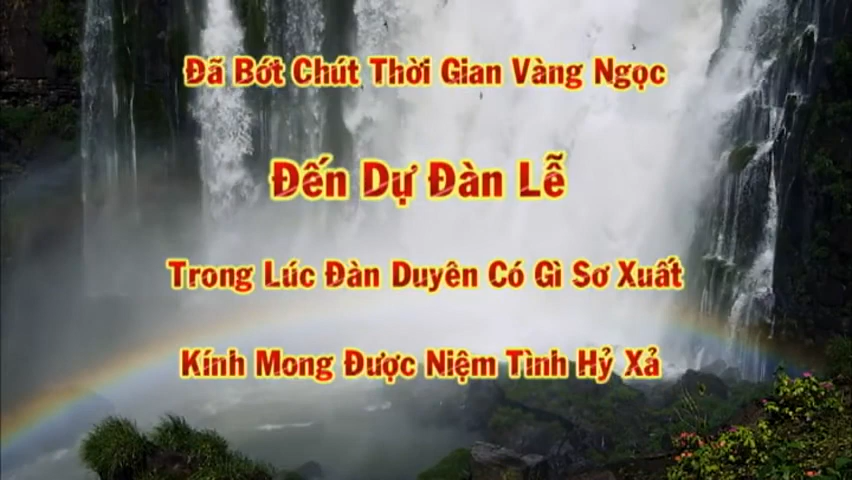 Đã Bớt Chút Thời Gian Vàng Ngọc
Đến Dự Đàn Lễ
Trong Lúc Đàn Duyên Có Gì Sơ Xuất
Kính Mong Được Niệm Tình Hỷ Xả